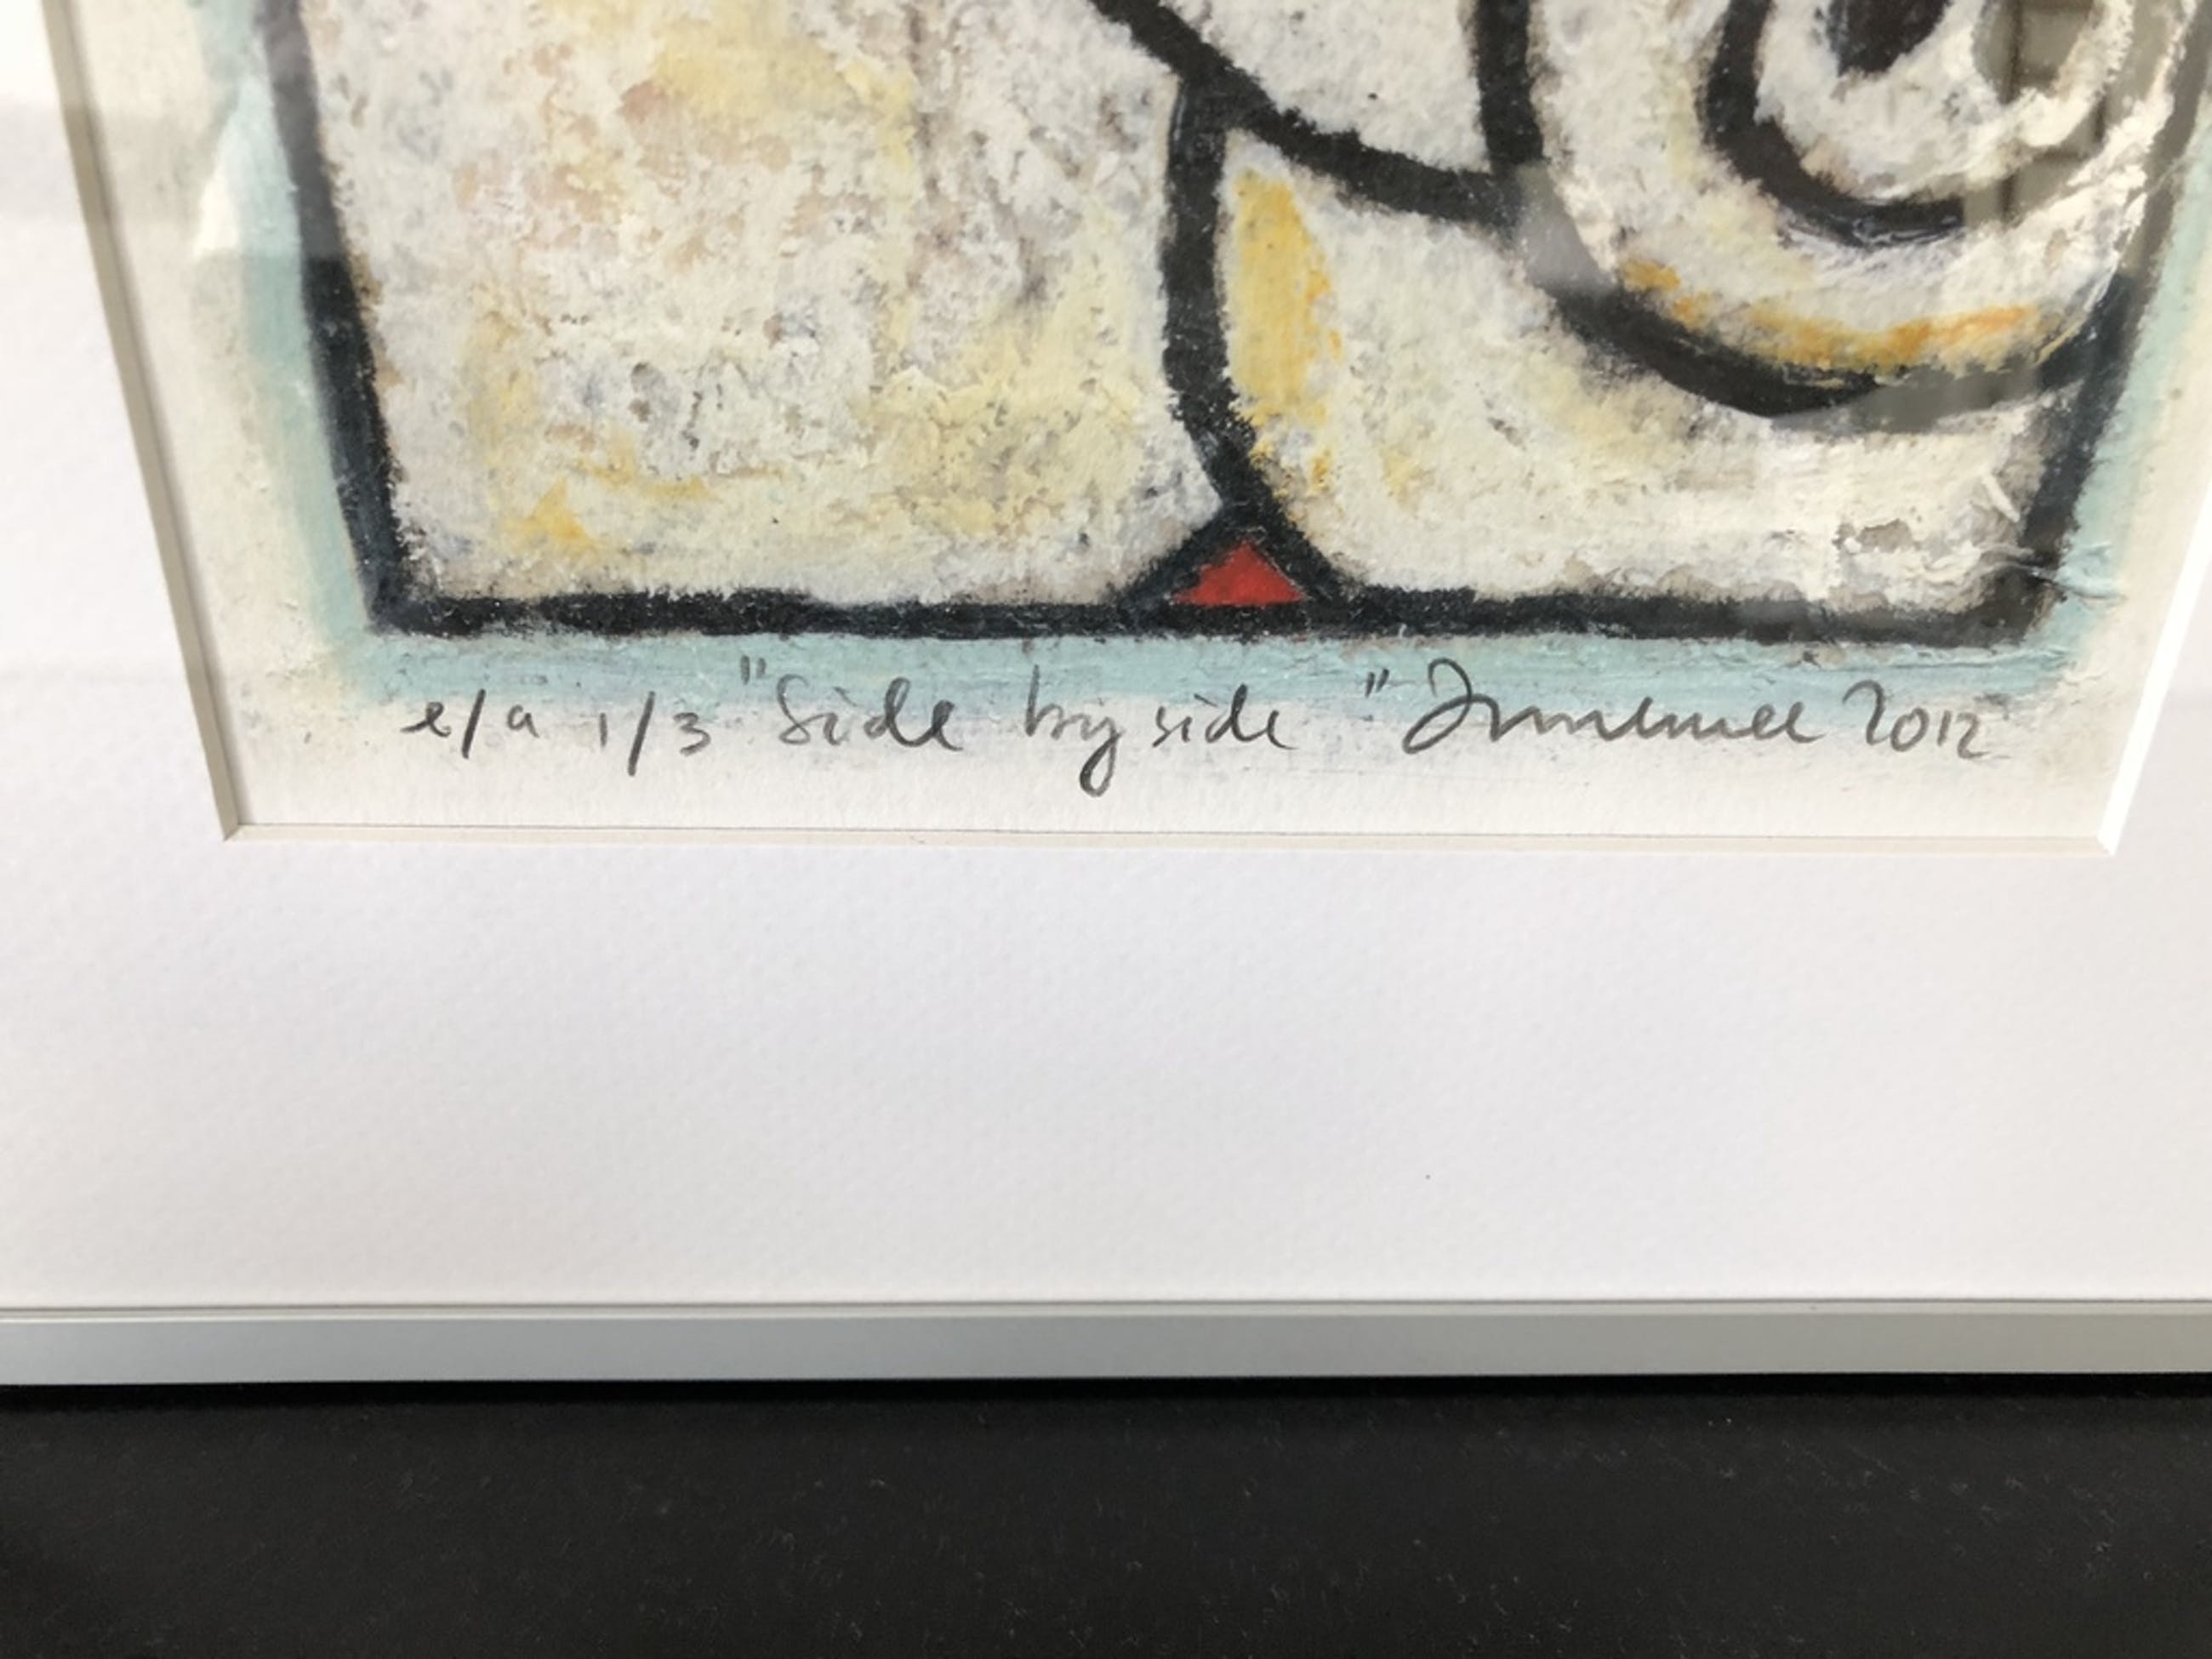 e/a 1/3 "Side by side" 2012